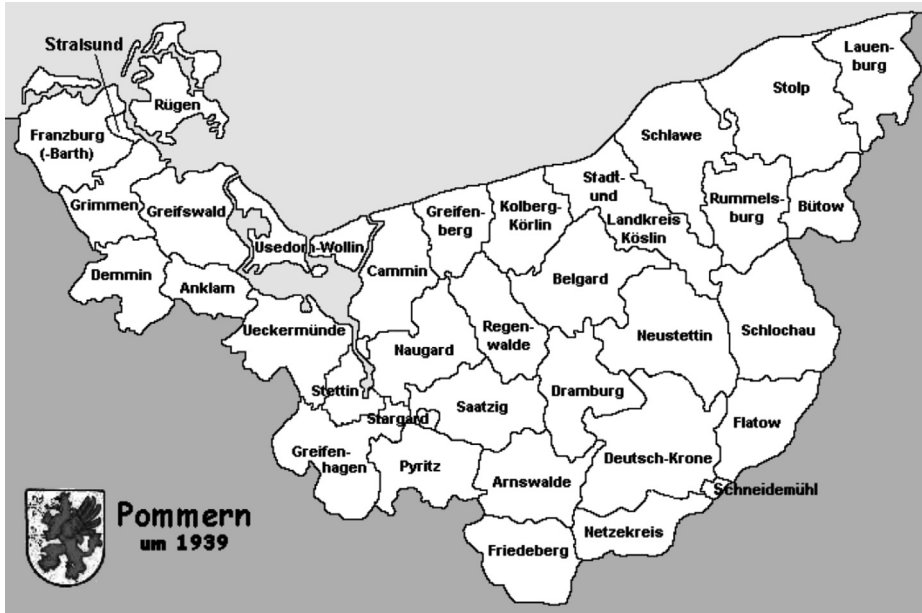 Stralsund
Rügen
Franzburg
(-Barth)
Grimmen
Greifswald
Demmin
Anklam
Usedom-Wollin
Ueckermünde
Stettin
Stargard
Greifen-
hagen
Pyritz
Cammin
Greifen-
berg
Kolberg-
Körlin
Naugard
Regen-
walde
Saatzig
Belgard
Dramburg
Arnswalde
Friedeberg
Stadt-
und
Landkreis
Köslin
Schlawe
Stolp
Lauen-
burg
Rummels-
burg
Bütow
Neustettin
Schlochau
Flatow
Deutsch-Krone
Schneidemühl
Netzekreis
Pommern
um 1939